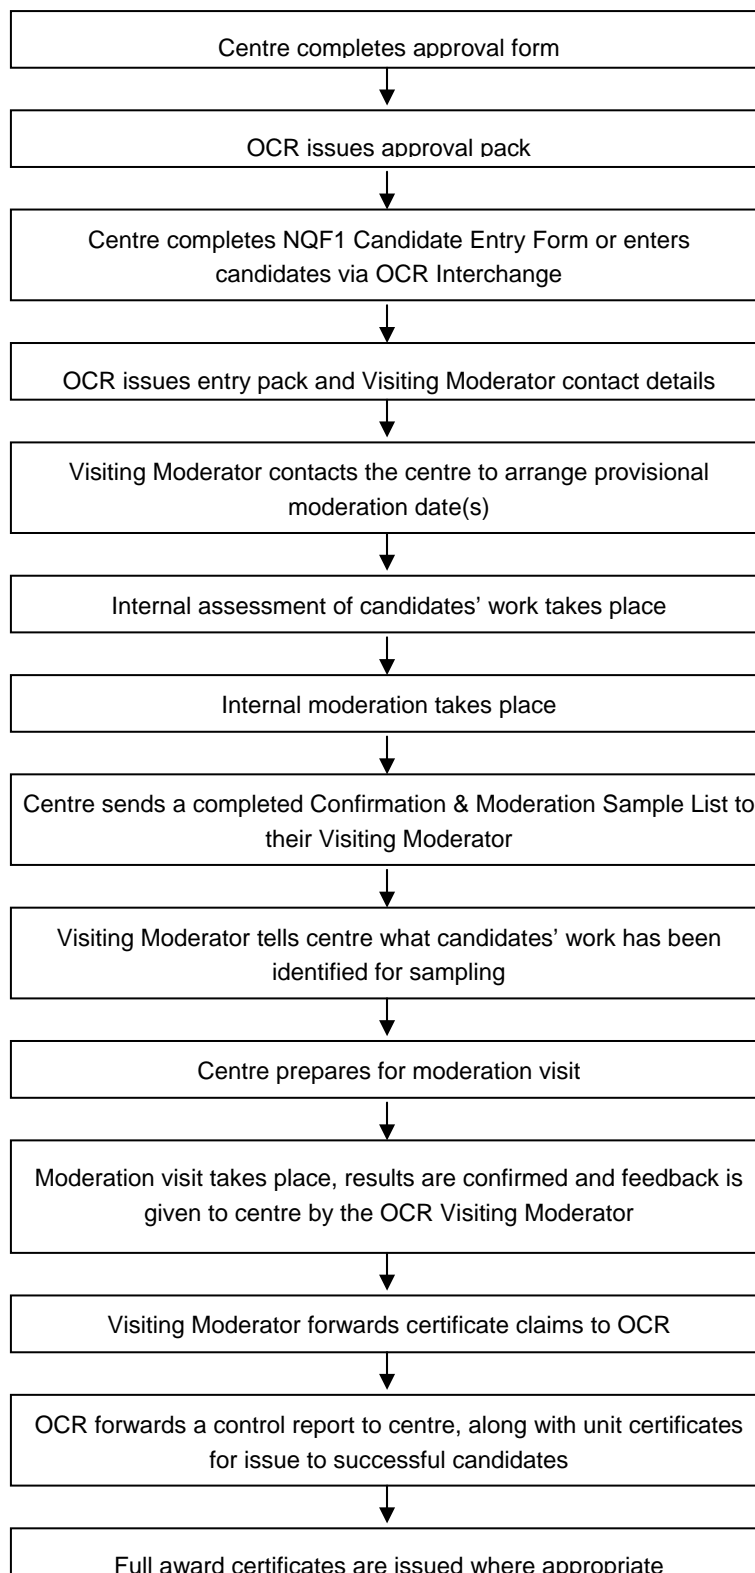 Centre completes approval form
OCR issues approval pack
Centre completes NQF1 Candidate Entry Form or enters
candidates via OCR Interchange
OCR issues entry pack and Visiting Moderator contact details
Visiting Moderator contacts the centre to arrange provisional
moderation date(s)
Internal assessment of candidates’ work takes place
Internal moderation takes place
Centre sends a completed Confirmation & Moderation Sample List to
their Visiting Moderator
Visiting Moderator tells centre what candidates’ work has been
identified for sampling
Centre prepares for moderation visit
Moderation visit takes place, results are confirmed and feedback is
given to centre by the OCR Visiting Moderator
Visiting Moderator forwards certificate claims to OCR
OCR forwards a control report to centre, along with unit certificates
for issue to successful candidates
Full award certificates are issued where appropriate